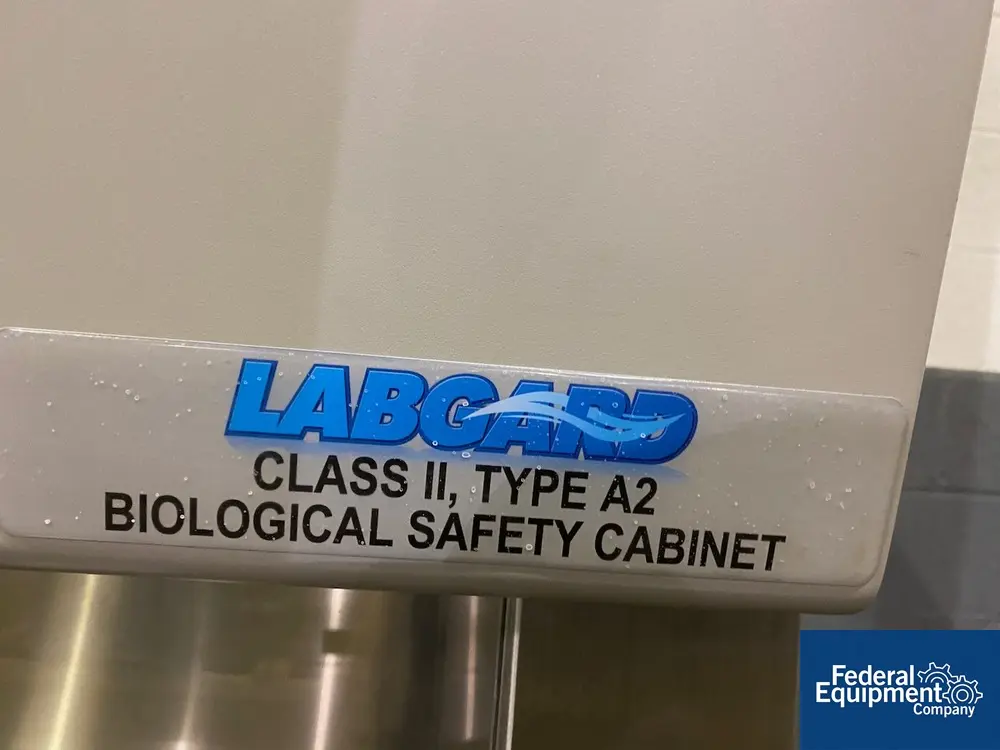 LABGARD
CLASS II, TYPE A2
BIOLOGICAL SAFETY CABINET
Federal
Equipment
Company